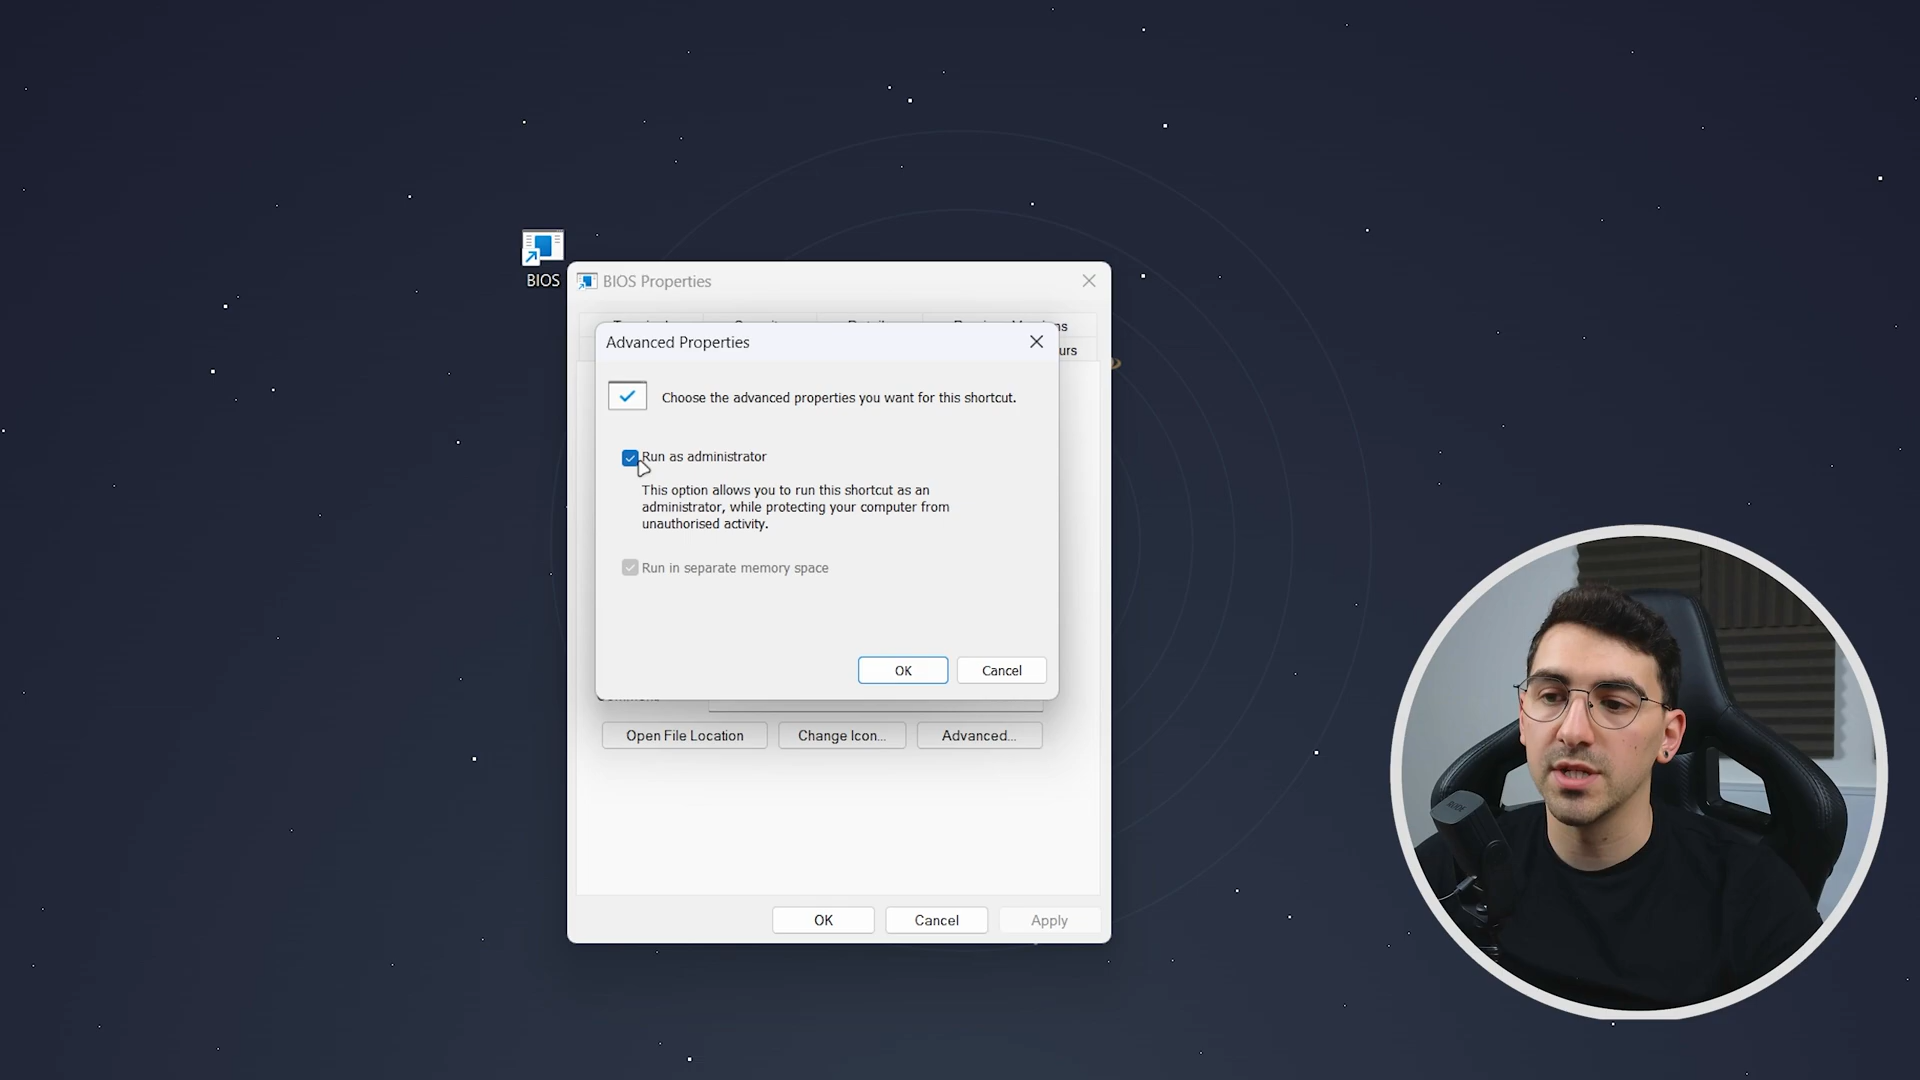 BIOS
BIOS Properties
Advanced Properties
urs
Choose the advanced properties you want for this shortcut.
Run as administrator
This option allows you to run this shortcut as an
administrator, while protecting your computer from
unauthorised activity.
Run in separate memory space
OK
Cancel
Open File Location
Change Icon...
Advanced...
OK
Cancel
Apply